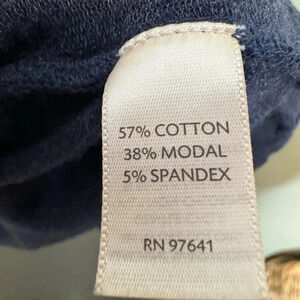 57% COTTON
38% MODAL
5% SPANDEX
RN 97641